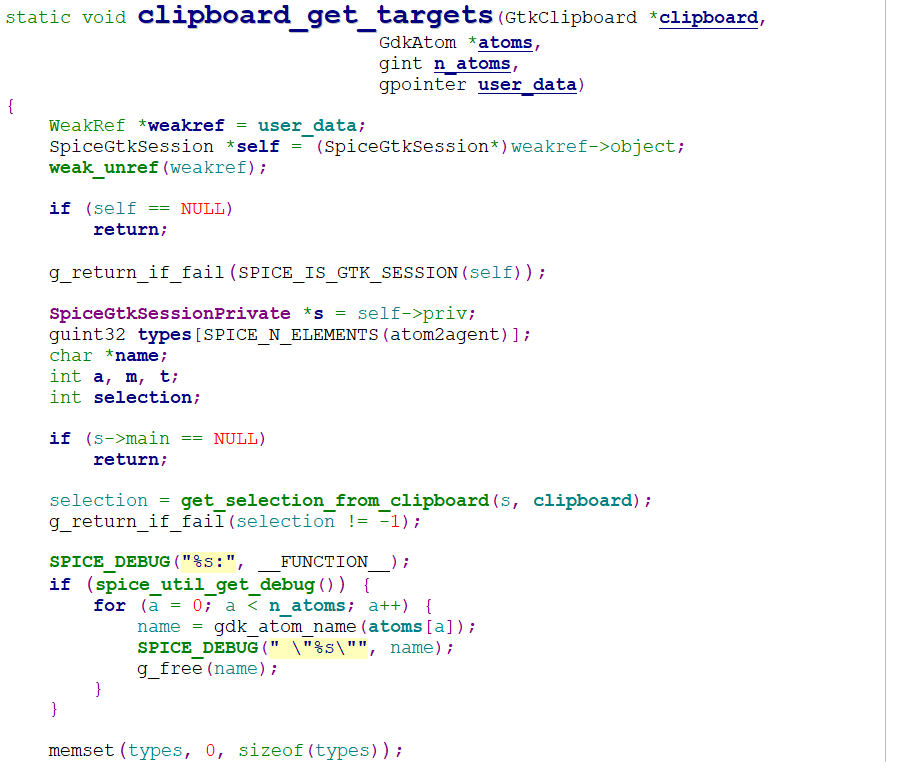 static void clipboard_get_targets(GtkClipboard *clipboard,
                                  GdkAtom *atoms,
                                  gint n_atoms,
                                  gpointer user_data)
{
    WeakRef *weakref = user_data;
    SpiceGtkSession *self = (SpiceGtkSession*)weakref->object;
    weak_unref(weakref);

    if (self == NULL)
        return;

    g_return_if_fail(SPICE_IS_GTK_SESSION(self));

    SpiceGtkSessionPrivate *s = self->priv;
    guint32 types[SPICE_N_ELEMENTS(atom2agent)];
    char *name;
    int a, m, t;
    int selection;

    if (s->main == NULL)
        return;

    selection = get_selection_from_clipboard(s, clipboard);
    g_return_if_fail(selection != -1);

    SPICE_DEBUG("%s:", __FUNCTION__);
    if (spice_util_get_debug()) {
        for (a = 0; a < n_atoms; a++) {
            name = gdk_atom_name(atoms[a]);
            SPICE_DEBUG(" \"%s\"", name);
            g_free(name);
        }
    }

    memset(types, 0, sizeof(types));